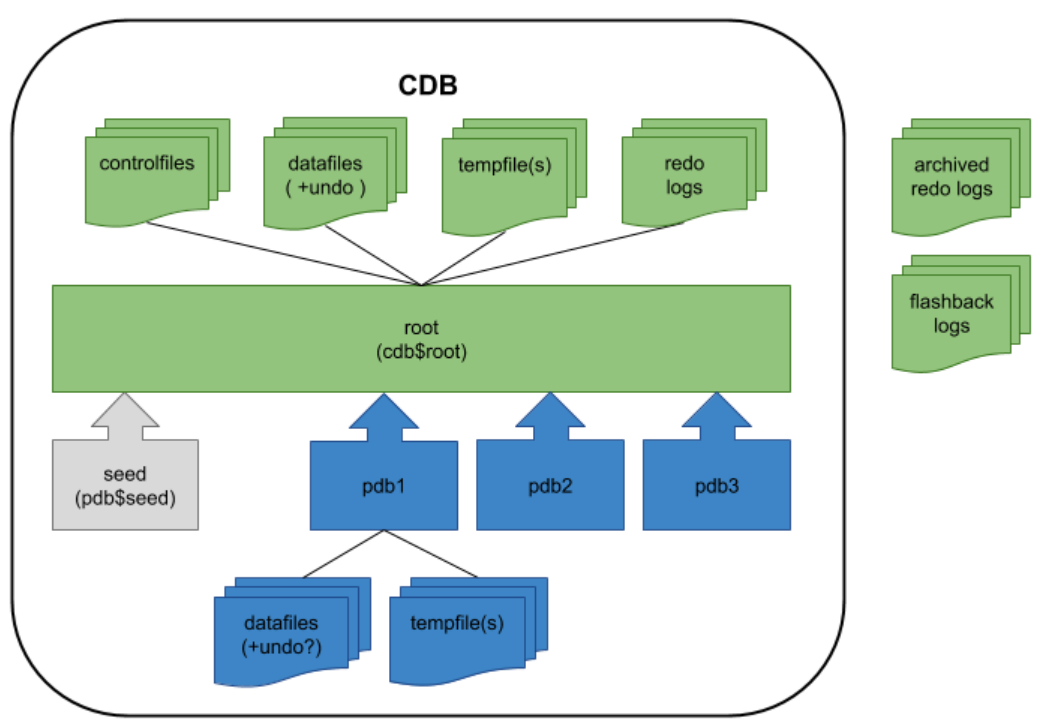 CDB
controlfiles
datafiles
( +undo )
tempfile(s)
redo
logs
archived
redo logs
flashback
logs
root
(cdb$root)
seed
(pdb$seed)
pdb1
pdb2
pdb3
datafiles
(+undo?)
tempfile(s)